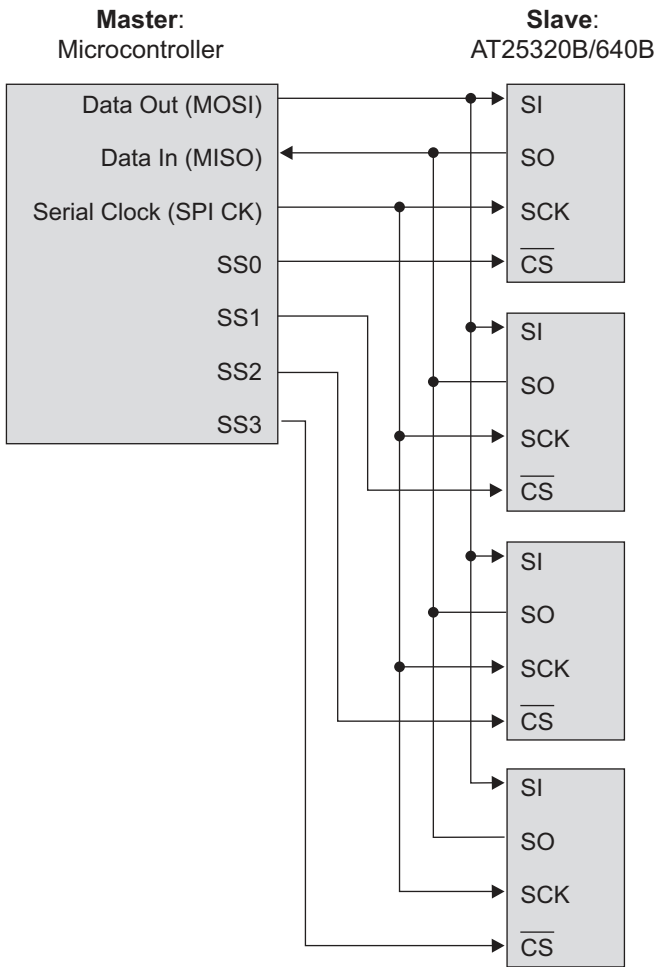 Master:
Microcontroller
Slave:
AT25320B/640B
Data Out (MOSI)
Data In (MISO)
Serial Clock (SPI CK)
SS0
SS1
SS2
SS3
SI
SO
SCK
CS
SI
SO
SCK
CS
SI
SO
SCK
CS
SI
SO
SCK
CS